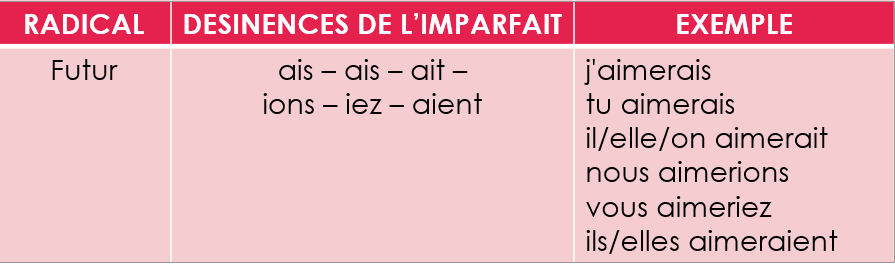 RADICAL DESINENCES DE L’IMPARFAIT EXEMPLE
Futur ais – ais – ait – j'aimerais
ions – iez – aient tu aimerais
il/elle/on aimerait
nous aimerions
vous aimeriez
ils/elles aimeraient